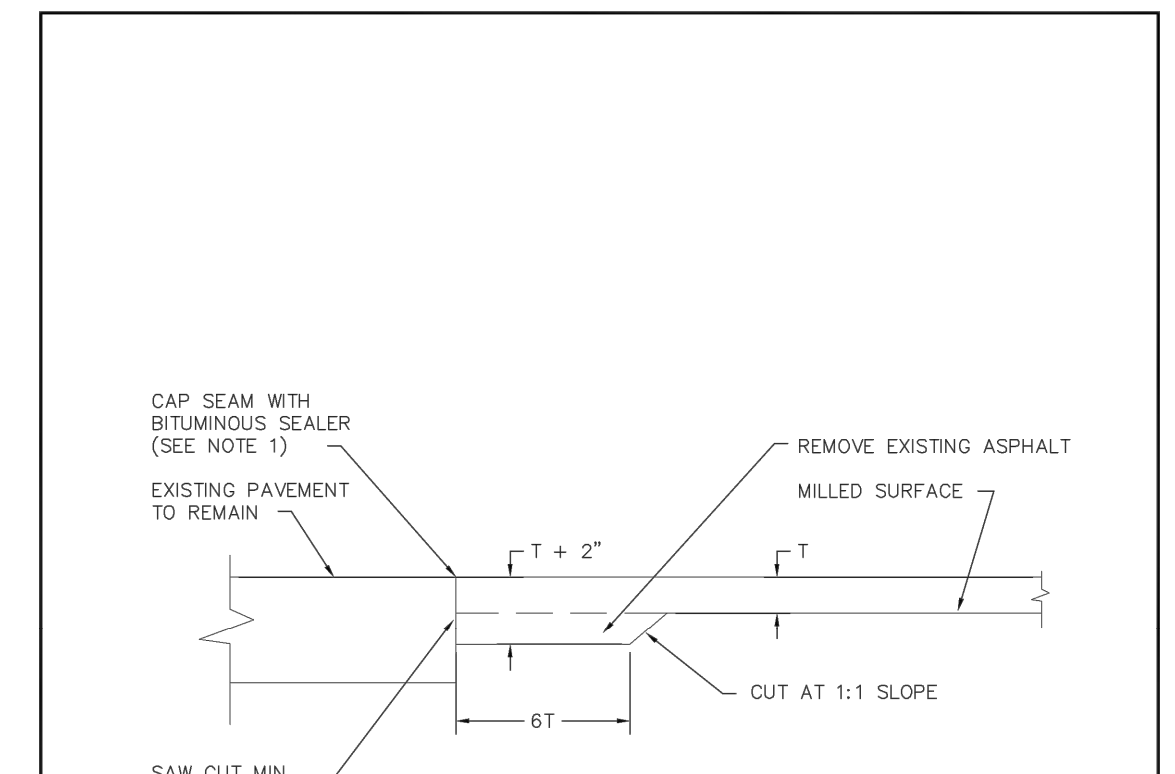 CAP SEAM WITH
BITUMINOUS SEALER
(SEE NOTE 1)
EXISTING PAVEMENT
TO REMAIN
REMOVE EXISTING ASPHALT
MILLED SURFACE
T + 2”
T
CUT AT 1:1 SLOPE
6T
SAW CUT MIN